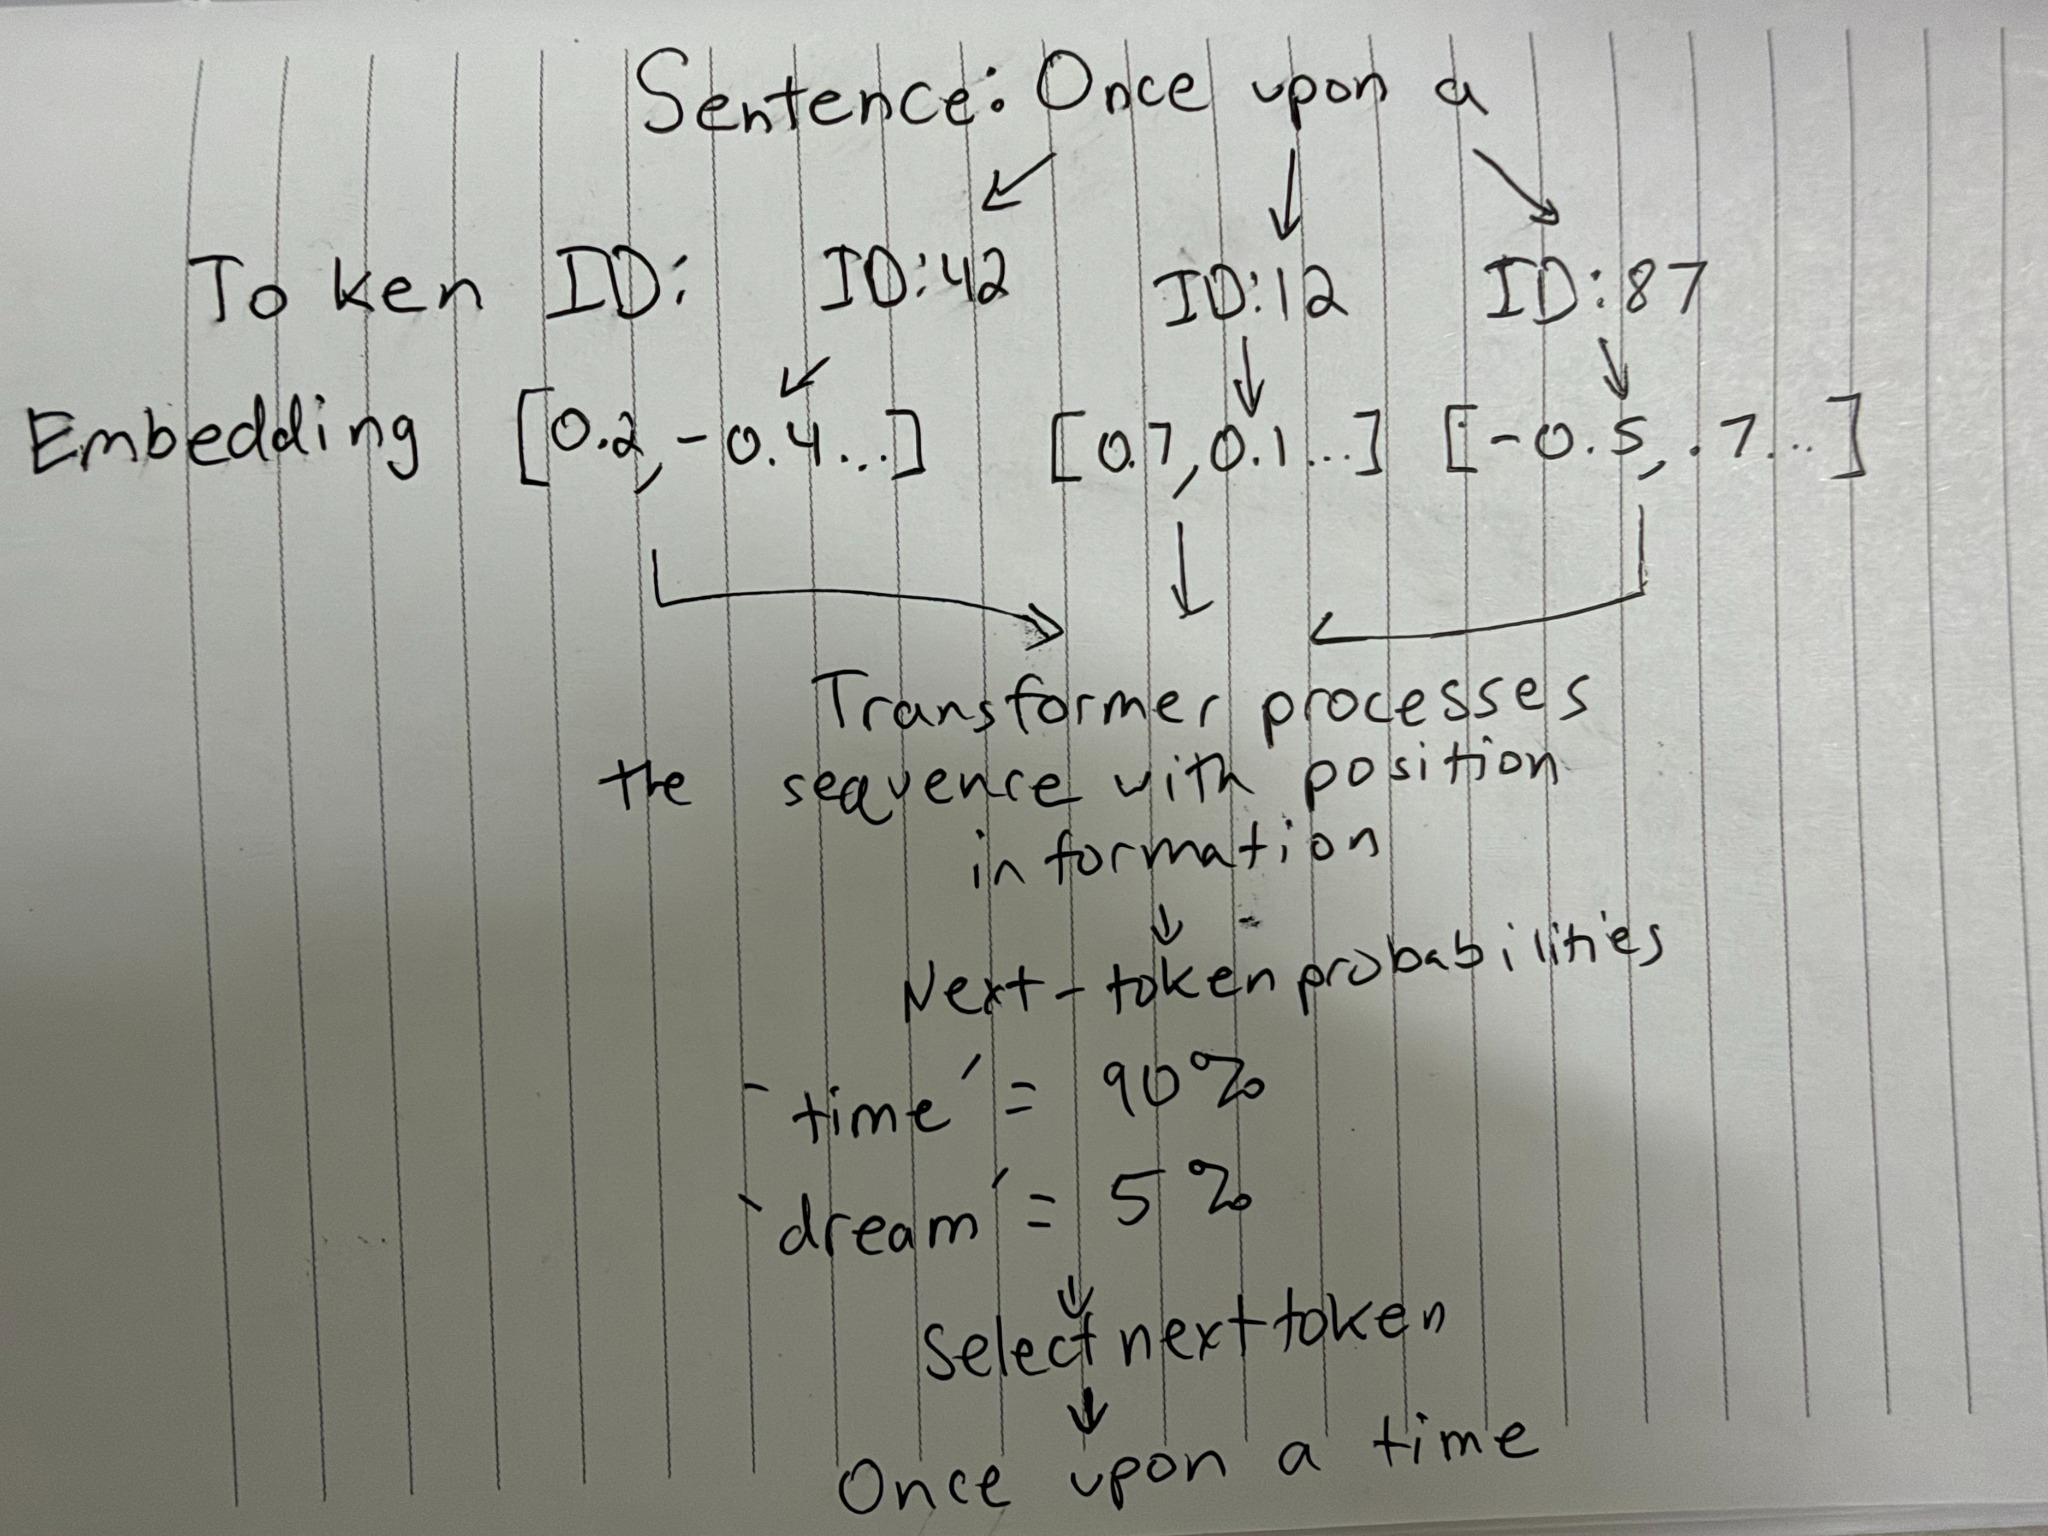 Sentence: Once upon a
Token ID: ID:42 ID:12 ID:87
Embedding [0.2, -0.4...] [0.7, 0.1...] [-0.5, .7...]
Transformer processes
the sequence with position
information
Next-token probabilities
`time' = 90%
`dream' = 5%
Select next token
Once upon a time